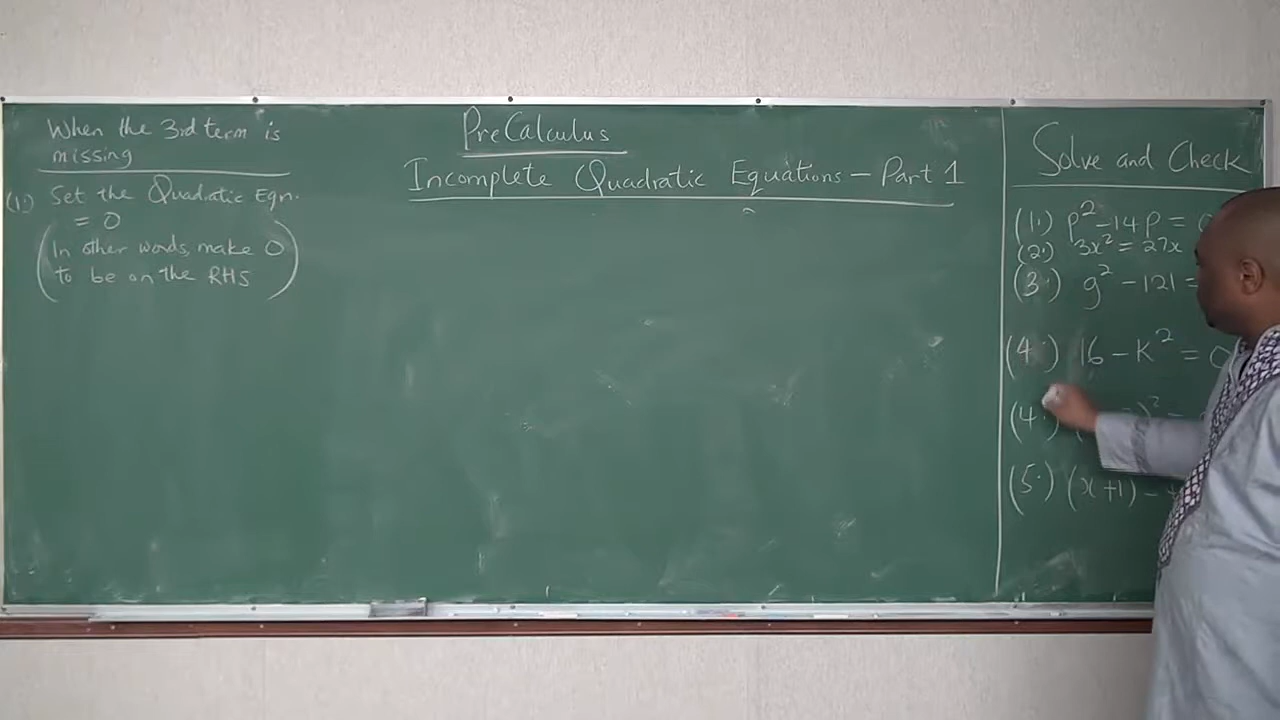 When the 3rd term is
missing
(1.) Set the Quadratic Eqn.
= 0
(In other words, make 0
to be on the RHS)
PreCalculus
Incomplete Quadratic Equations – Part 1
Solve and Check
(1.) p² – 14p =
(2.) 3x² = 27x
(3.) g² – 121 =
(4.) 16 – K² = 0
(4.) ( )² =
(5.) (x + 1) –